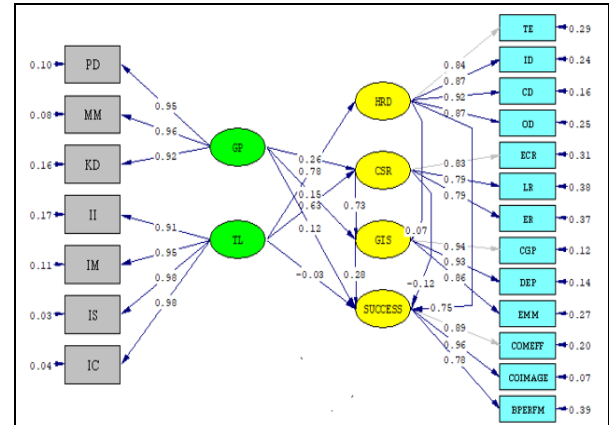 0.10 PD
0.08 MM
0.16 KD
0.17 II
0.11 IM
0.03 IS
0.04 IC
0.95
0.96
0.92
0.91
0.95
0.98
0.98
GP
TL
0.26
0.78
0.15
0.63
0.12
-0.03
HRD
CSR
GIS
SUCCESS
0.73
0.07
0.28
-0.12
0.75
0.84
0.87
0.92
0.87
0.83
0.79
0.79
0.94
0.93
0.86
0.89
0.96
0.78
TE 0.29
ID 0.24
CD 0.16
OD 0.25
ECR 0.31
LR 0.38
ER 0.37
CGP 0.12
DEP 0.14
EMM 0.27
COMEFF 0.20
COIMAGE 0.07
BPERFM 0.39